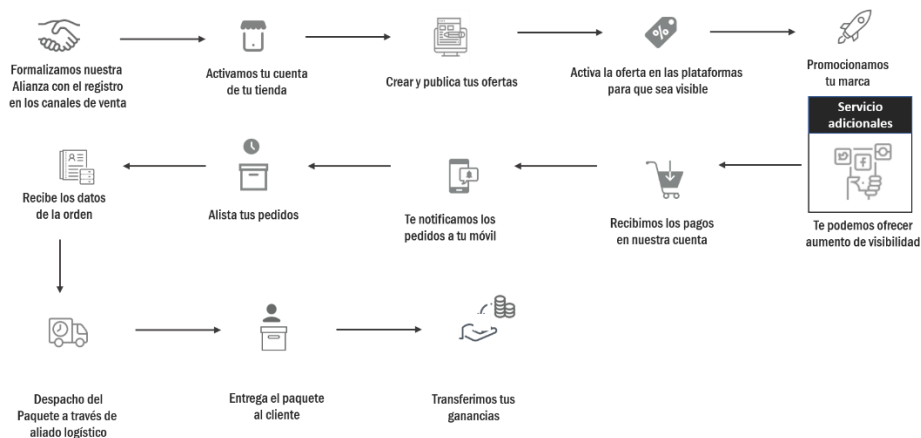 Formalizamos nuestra
Alianza con el registro
en los canales de venta
Activamos tu cuenta
de tu tienda
Crear y publica tus ofertas
Activa la oferta en las plataformas
para que sea visible
Promocionamos
tu marca
Servicio
adicionales
Te podemos ofrecer
aumento de visibilidad
Recibimos los pagos
en nuestra cuenta
Te notificamos los
pedidos a tu móvil
Alista tus pedidos
Recibe los datos
de la orden
Despacho del
Paquete a través de
aliado logístico
Entrega el paquete
al cliente
Transferimos tus
ganancias